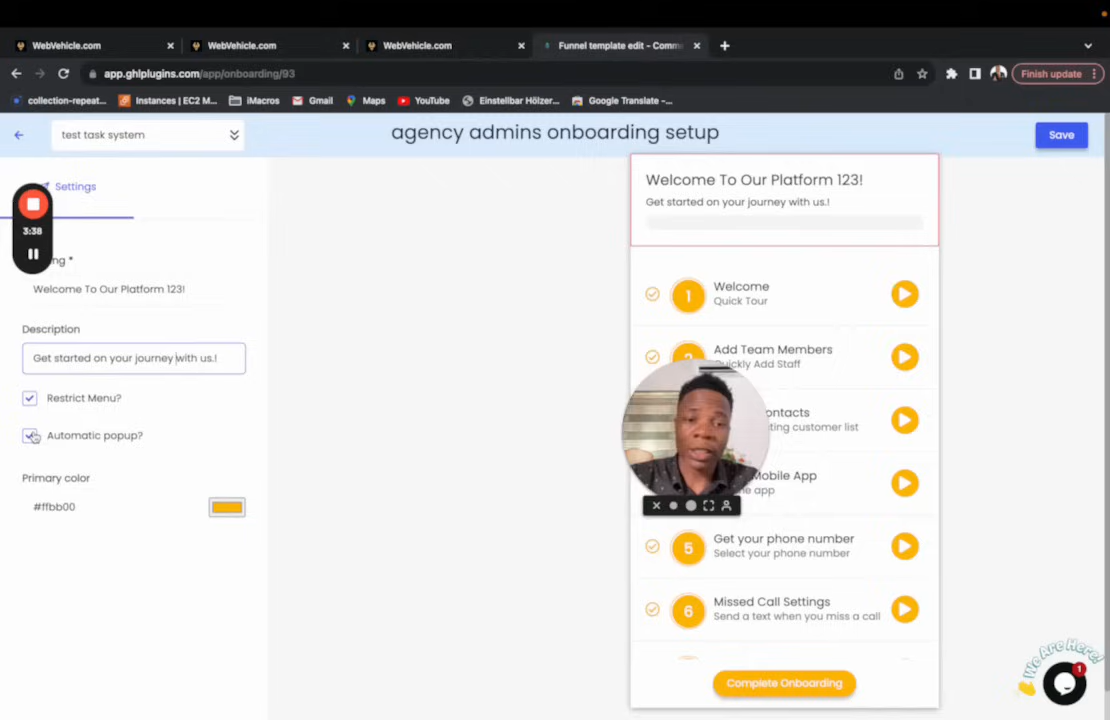 WebVehicle.com
WebVehicle.com
WebVehicle.com
Funnel template edit - Comm
app.ghlplugins.com/app/onboarding/93
Finish update
collection-repeat...
Instances | EC2 M...
iMacros
Gmail
Maps
YouTube
Einstellbar Hölzer...
Google Translate -...
test task system
agency admins onboarding setup
Save
Settings
3:38
ng *
Welcome To Our Platform 123!
Description
Get started on your journey with us.!
Restrict Menu?
Automatic popup?
Primary color
#ffbb00
Welcome To Our Platform 123!
Get started on your journey with us.!
1
Welcome
Quick Tour
2
Add Team Members
Quickly Add Staff
ontacts
ting customer list
Mobile App
app
5
Get your phone number
Select your phone number
6
Missed Call Settings
Send a text when you miss a call
Complete Onboarding
We Are Here!
1